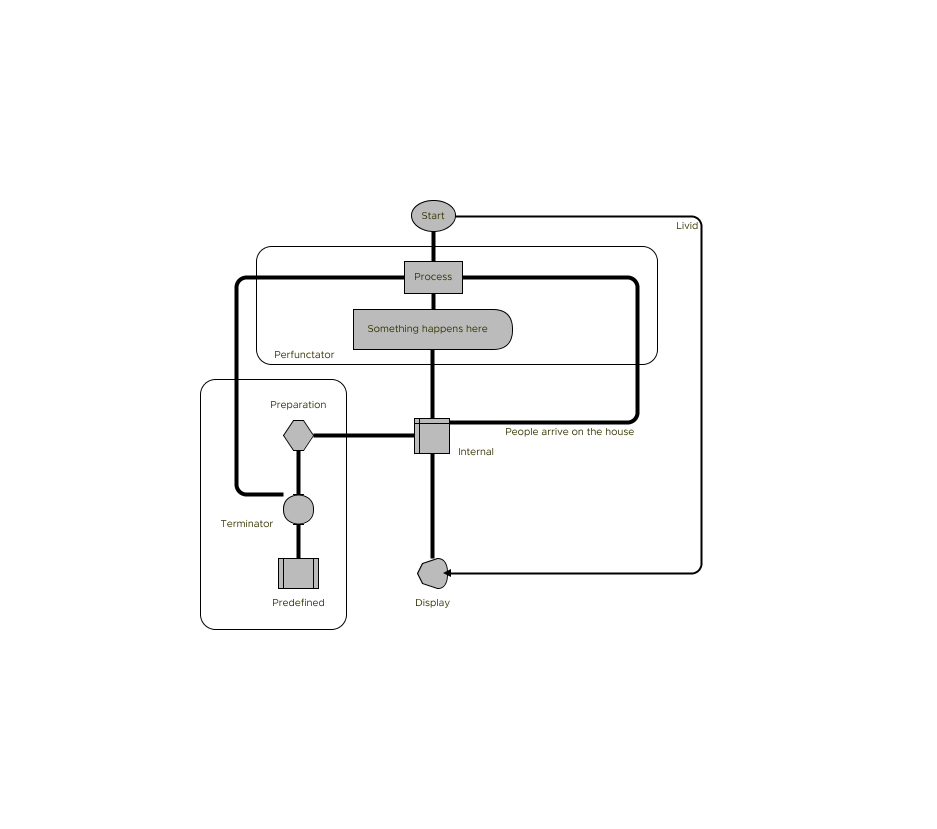 Start
Livid
Process
Something happens here
Perfunctator
Preparation
People arrive on the house
Internal
Terminator
Predefined
Display